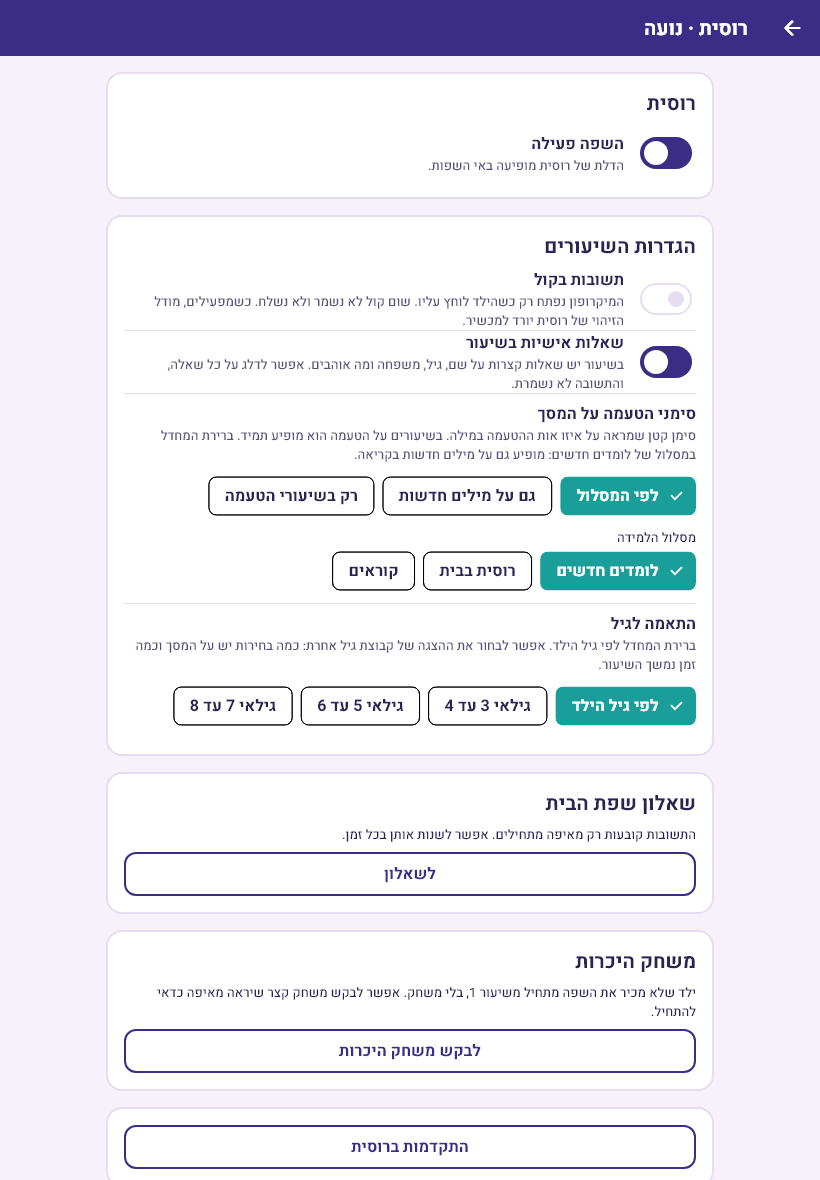 רוסית · נועה
רוסית
השפה פעילה
הדלת של רוסית מופיעה באי השפות.
הגדרות השיעורים
תשובות בקול
המיקרופון נפתח רק כשהילד לוחץ עליו. שום קול לא נשמר ולא נשלח. כשמפעילים, מודל
הזיהוי של רוסית יורד למכשיר.
שאלות אישיות בשיעור
בשיעור יש שאלות קצרות על שם, גיל, משפחה ומה אוהבים. אפשר לדלג על כל שאלה,
והתשובה לא נשמרת.
סימני הטעמה על המסך
סימן קטן שמראה על איזו אות ההטעמה במילה. בשיעורים על הטעמה הוא מופיע תמיד. ברירת המחדל
במסלול של לומדים חדשים: מופיע גם על מילים חדשות בקריאה.
לפי המסלול
גם על מילים חדשות
רק בשיעורי הטעמה
מסלול הלמידה
לומדים חדשים
רוסית בבית
קוראים
התאמה לגיל
ברירת המחדל לפי גיל הילד. אפשר לבחור את ההצגה של קבוצת גיל אחרת: כמה בחירות יש על המסך וכמה
זמן נמשך השיעור.
לפי גיל הילד
גילאי 3 עד 4
גילאי 5 עד 6
גילאי 7 עד 8
שאלון שפת הבית
התשובות קובעות רק מאיפה מתחילים. אפשר לשנות אותן בכל זמן.
לשאלון
משחק היכרות
ילד שלא מכיר את השפה מתחיל משיעור 1, בלי משחק. אפשר לבקש משחק קצר שיראה מאיפה כדאי
להתחיל.
לבקש משחק היכרות
התקדמות ברוסית